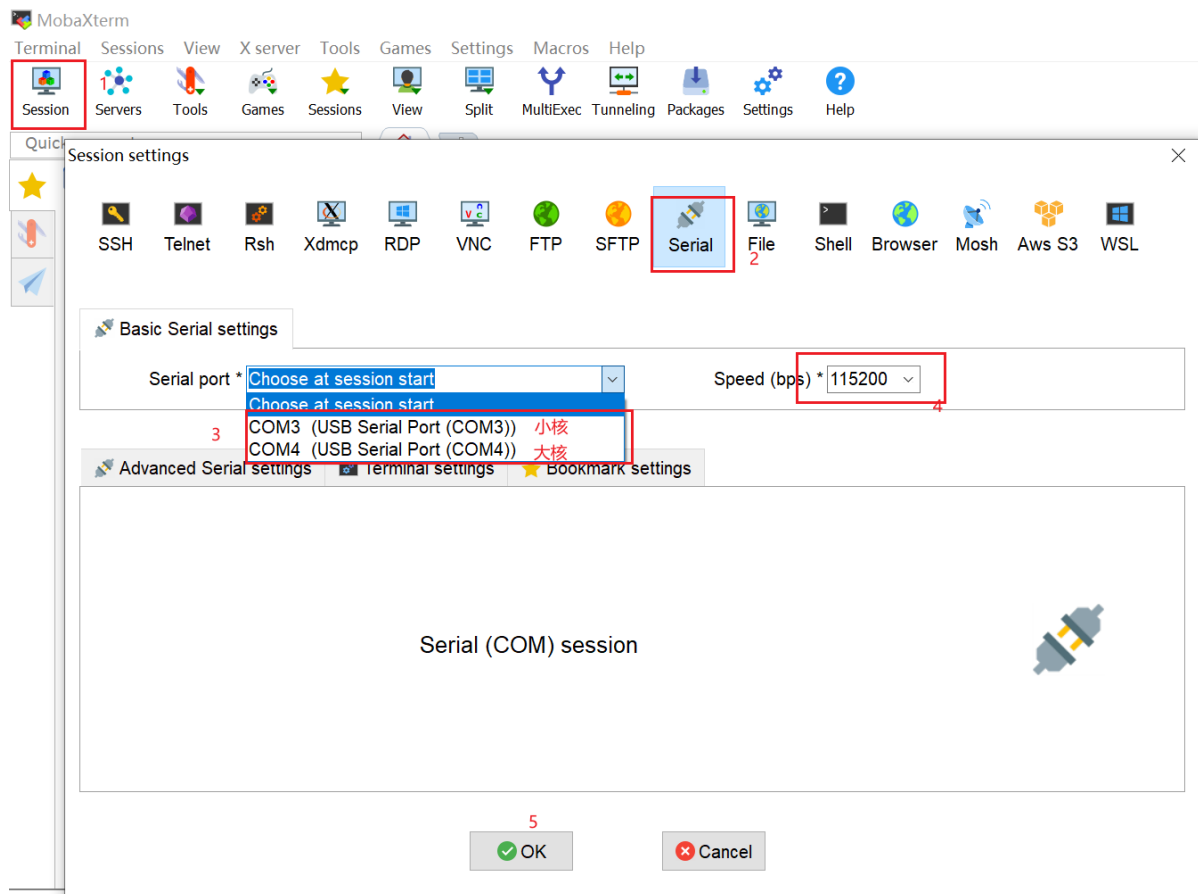 MobaXterm
Terminal Sessions View X server Tools Games Settings Macros Help
1
Session Servers Tools Games Sessions View Split MultiExec Tunneling Packages Settings Help
Session settings
SSH Telnet Rsh Xdmcp RDP VNC FTP SFTP Serial File Shell Browser Mosh Aws S3 WSL
2
Basic Serial settings
Serial port * Choose at session start Speed (bps) * 115200
Choose at session start 4
COM3 (USB Serial Port (COM3)) 小核
3
COM4 (USB Serial Port (COM4)) 大核
Advanced Serial settings Terminal settings Bookmark settings
Serial (COM) session
5
OK Cancel